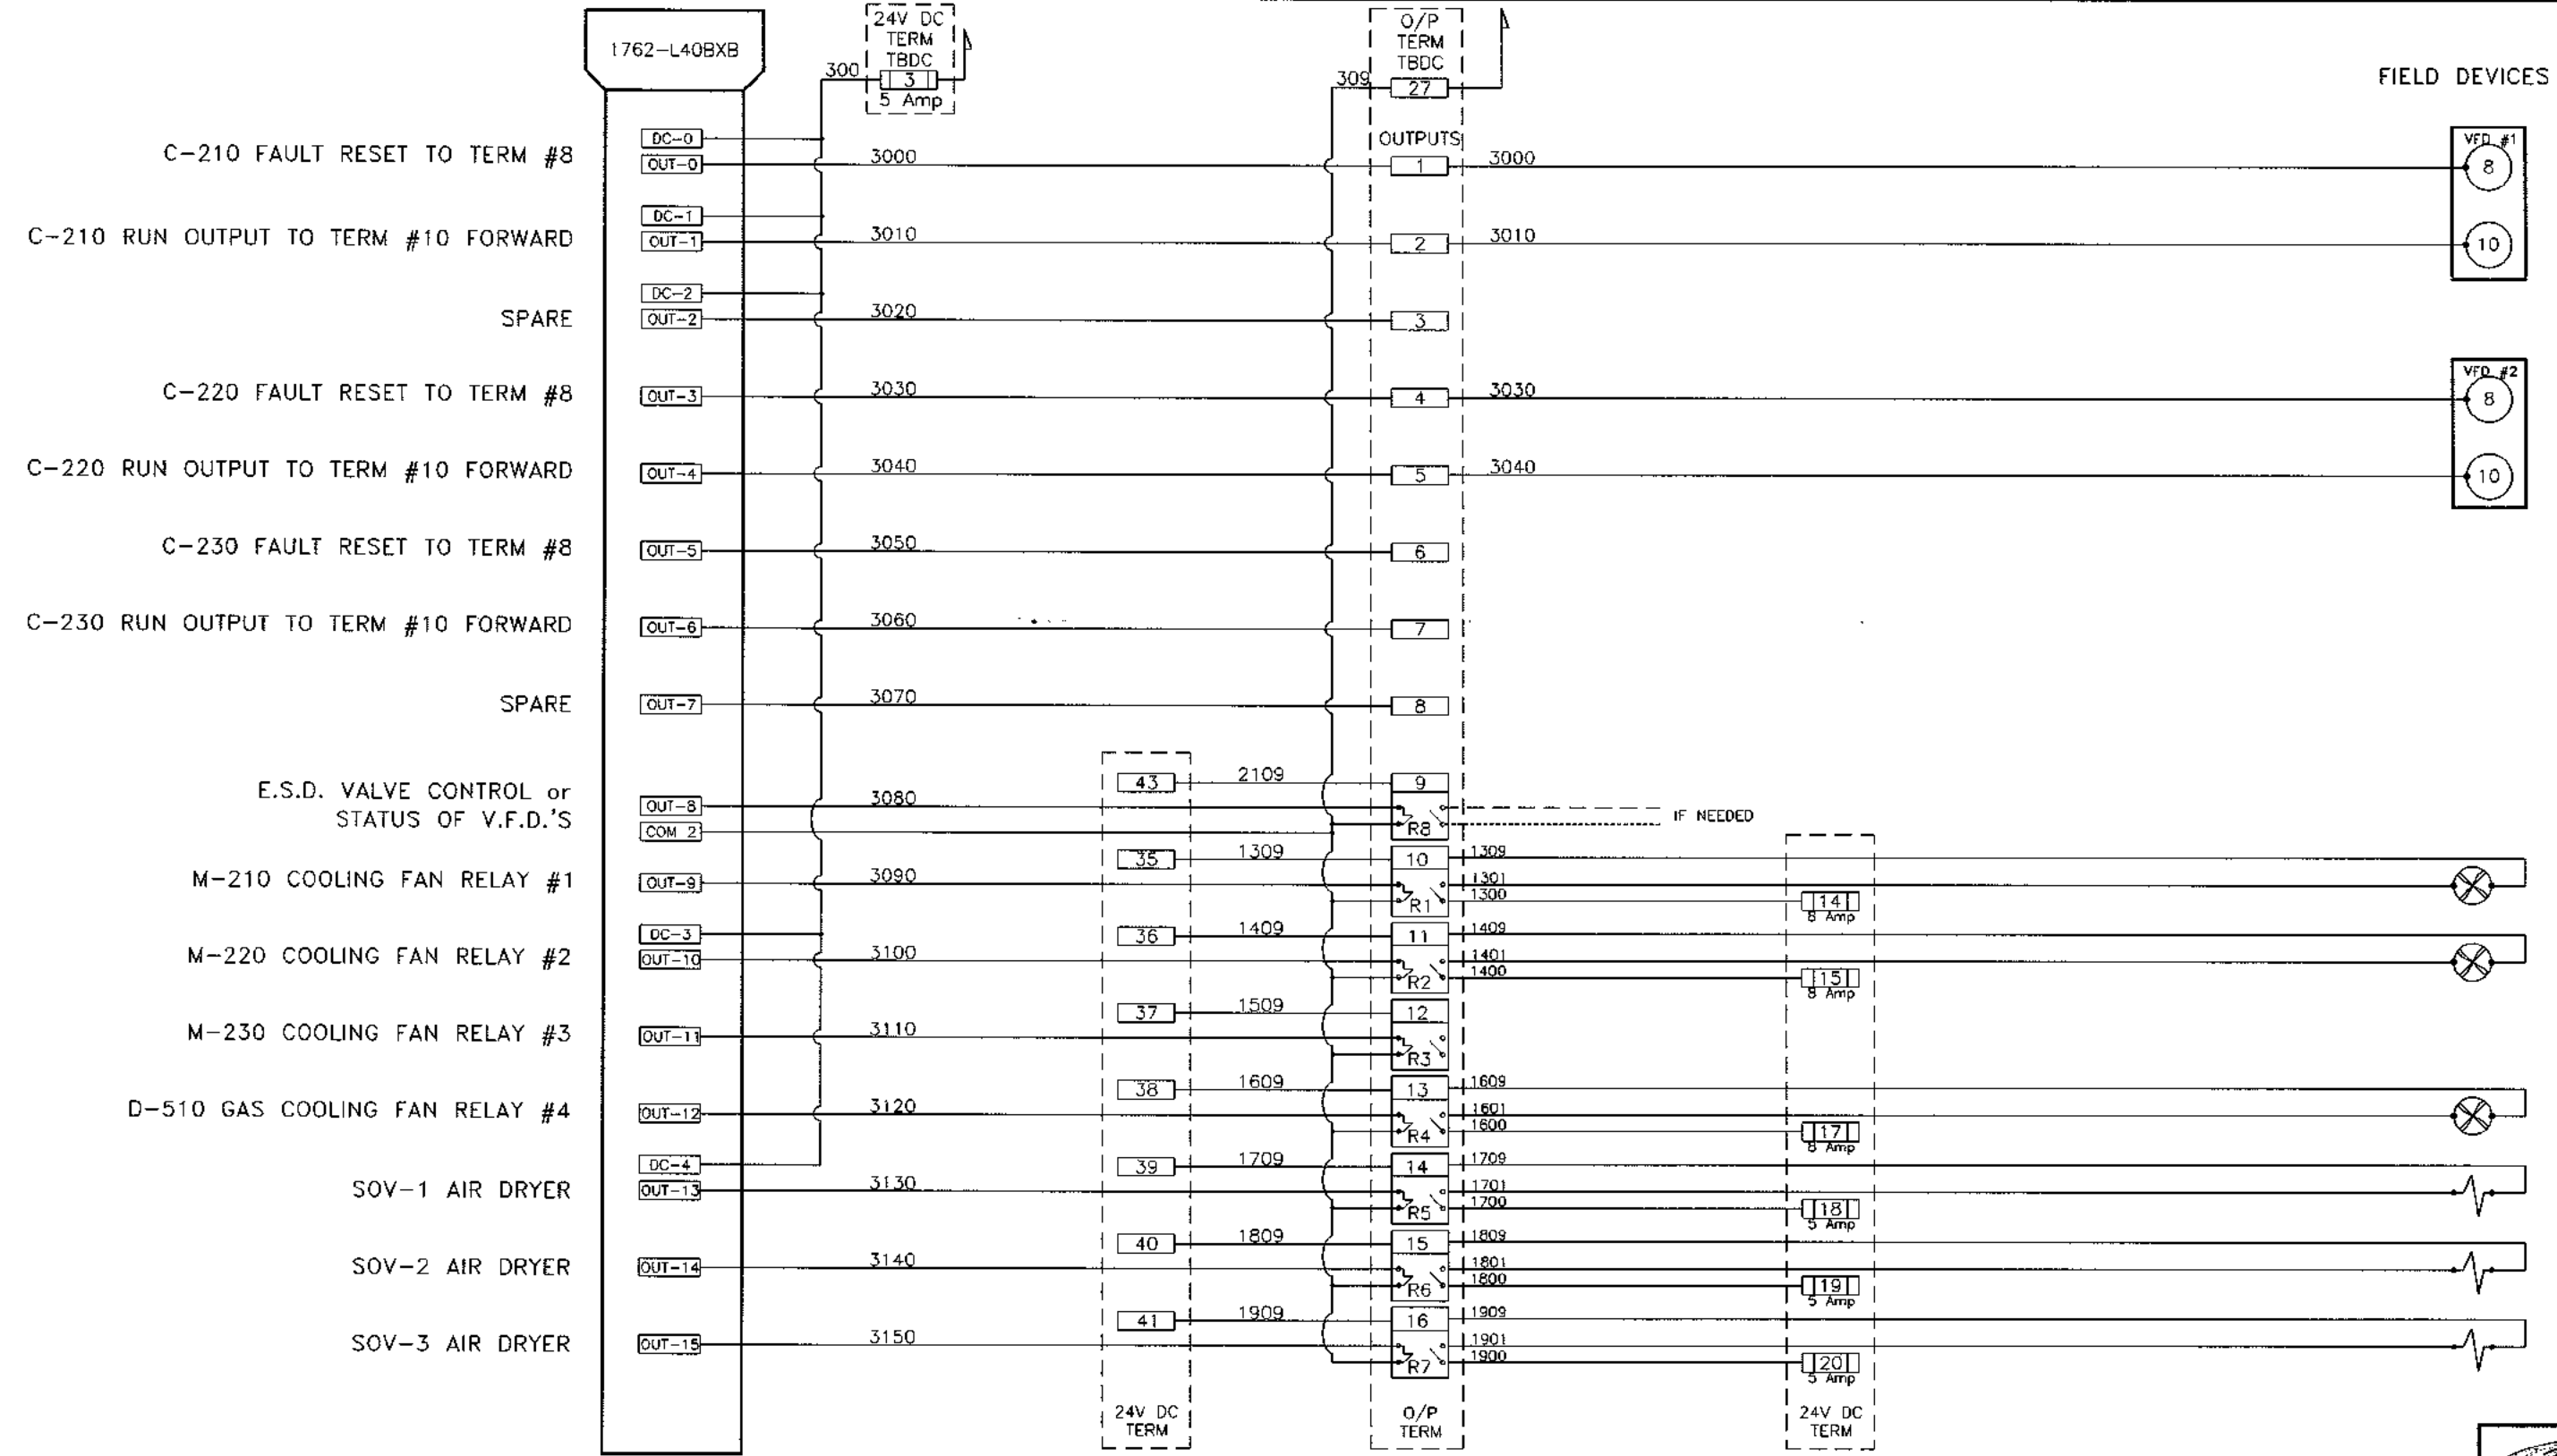 1762-L40BXB
24V DC
TERM
TBDC
300
3
5 Amp
O/P
TERM
TBDC
309
27
FIELD DEVICES
OUTPUTS
DC-0
C-210 FAULT RESET TO TERM #8
OUT-0
3000
1
3000
VFD #1
8
DC-1
C-210 RUN OUTPUT TO TERM #10 FORWARD
OUT-1
3010
2
3010
10
DC-2
SPARE
OUT-2
3020
3
C-220 FAULT RESET TO TERM #8
OUT-3
3030
4
3030
VFD #2
8
C-220 RUN OUTPUT TO TERM #10 FORWARD
OUT-4
3040
5
3040
10
C-230 FAULT RESET TO TERM #8
OUT-5
3050
6
C-230 RUN OUTPUT TO TERM #10 FORWARD
OUT-6
3060
7
SPARE
OUT-7
3070
8
43
2109
9
E.S.D. VALVE CONTROL or
STATUS OF V.F.D.'S
OUT-8
3080
COM 2
R8
IF NEEDED
35
1309
10
1309
M-210 COOLING FAN RELAY #1
OUT-9
3090
R1
1301
1300
14
8 Amp
DC-3
36
1409
11
1409
M-220 COOLING FAN RELAY #2
OUT-10
3100
R2
1401
1400
15
8 Amp
37
1509
12
M-230 COOLING FAN RELAY #3
OUT-11
3110
R3
38
1609
13
1609
D-510 GAS COOLING FAN RELAY #4
OUT-12
3120
R4
1601
1600
17
8 Amp
DC-4
39
1709
14
1709
SOV-1 AIR DRYER
OUT-13
3130
R5
1701
1700
18
5 Amp
40
1809
15
1809
SOV-2 AIR DRYER
OUT-14
3140
R6
1801
1800
19
5 Amp
41
1909
16
1909
SOV-3 AIR DRYER
OUT-15
3150
R7
1901
1900
20
5 Amp
24V DC
TERM
O/P
TERM
24V DC
TERM